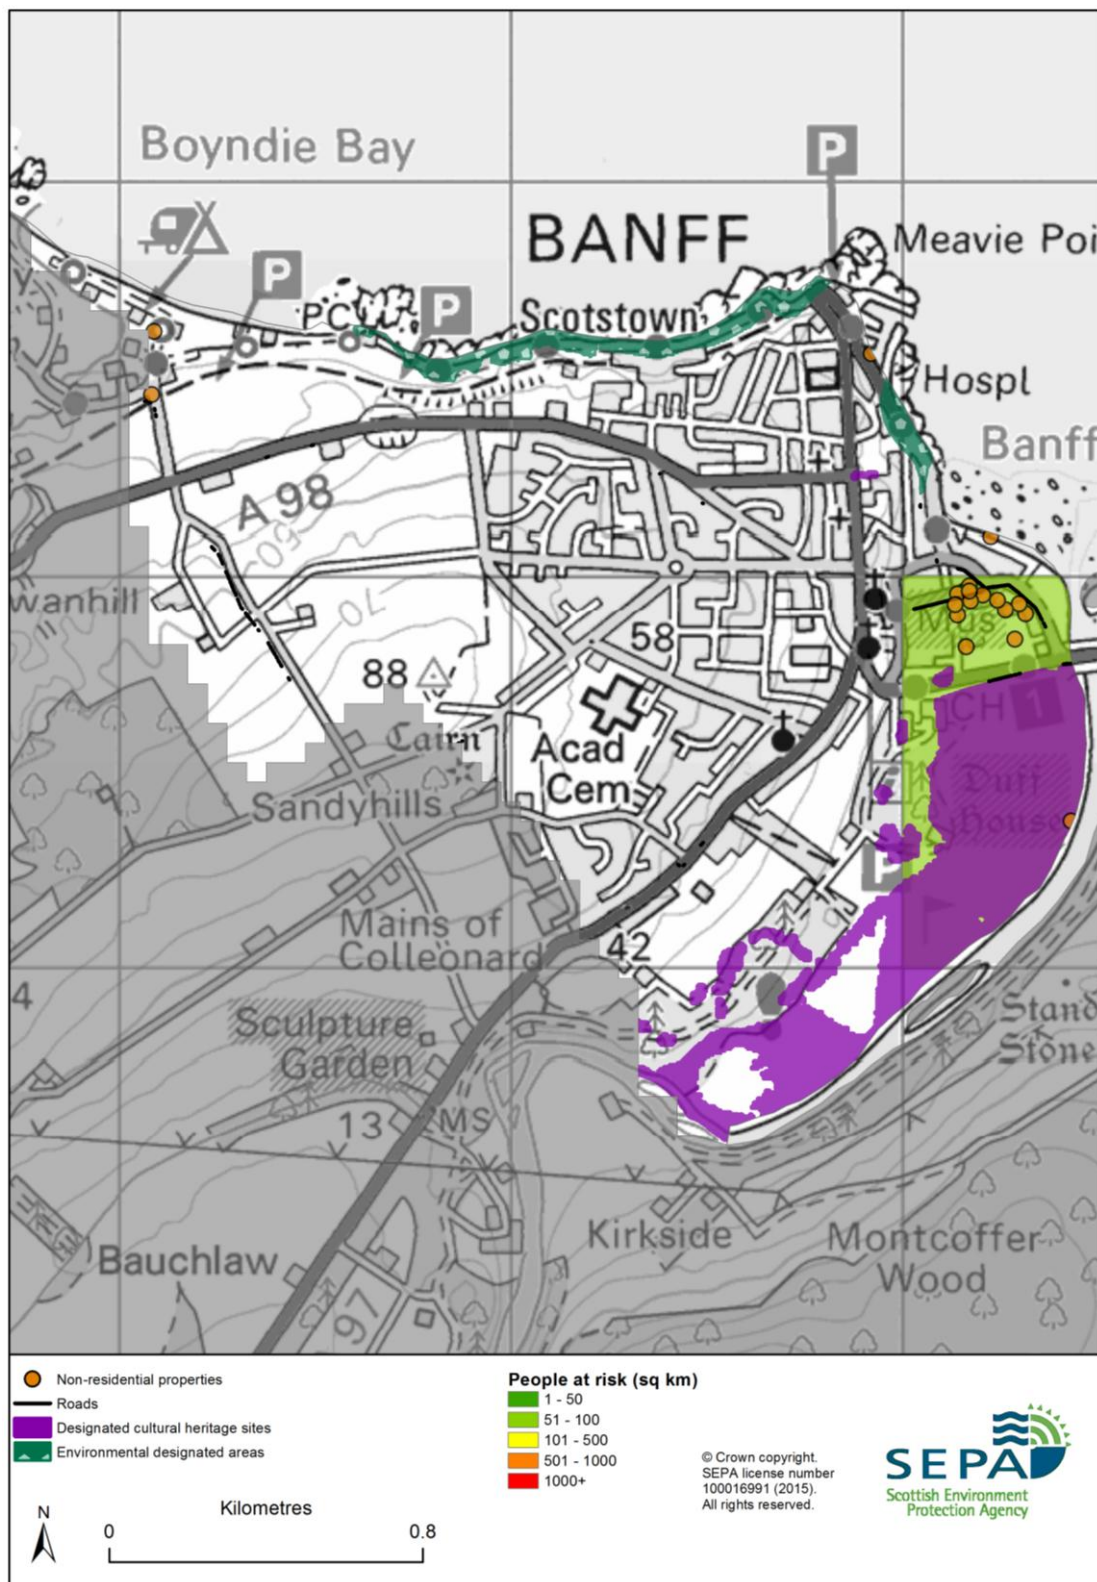 Boyndie Bay
P
BANFF
Meavie Poi
P
P
PC
Scotstown
Hospl
Banff
A 98
50
wanhill
70
58
Mus
88
Cairn
CH
1
Acad
Cem
Duff
House
Sandyhills
P
Mains of
Colleonard
42
4
Sculpture
Garden
Stand
Stone
13
MS
Kirkside
Montcoffer
Wood
Bauchlaw
97
Non-residential properties
Roads
Designated cultural heritage sites
Environmental designated areas
People at risk (sq km)
1 - 50
51 - 100
101 - 500
501 - 1000
1000+
© Crown copyright.
SEPA license number
100016991 (2015).
All rights reserved.
SEPA
Scottish Environment
Protection Agency
N
Kilometres
0
0.8